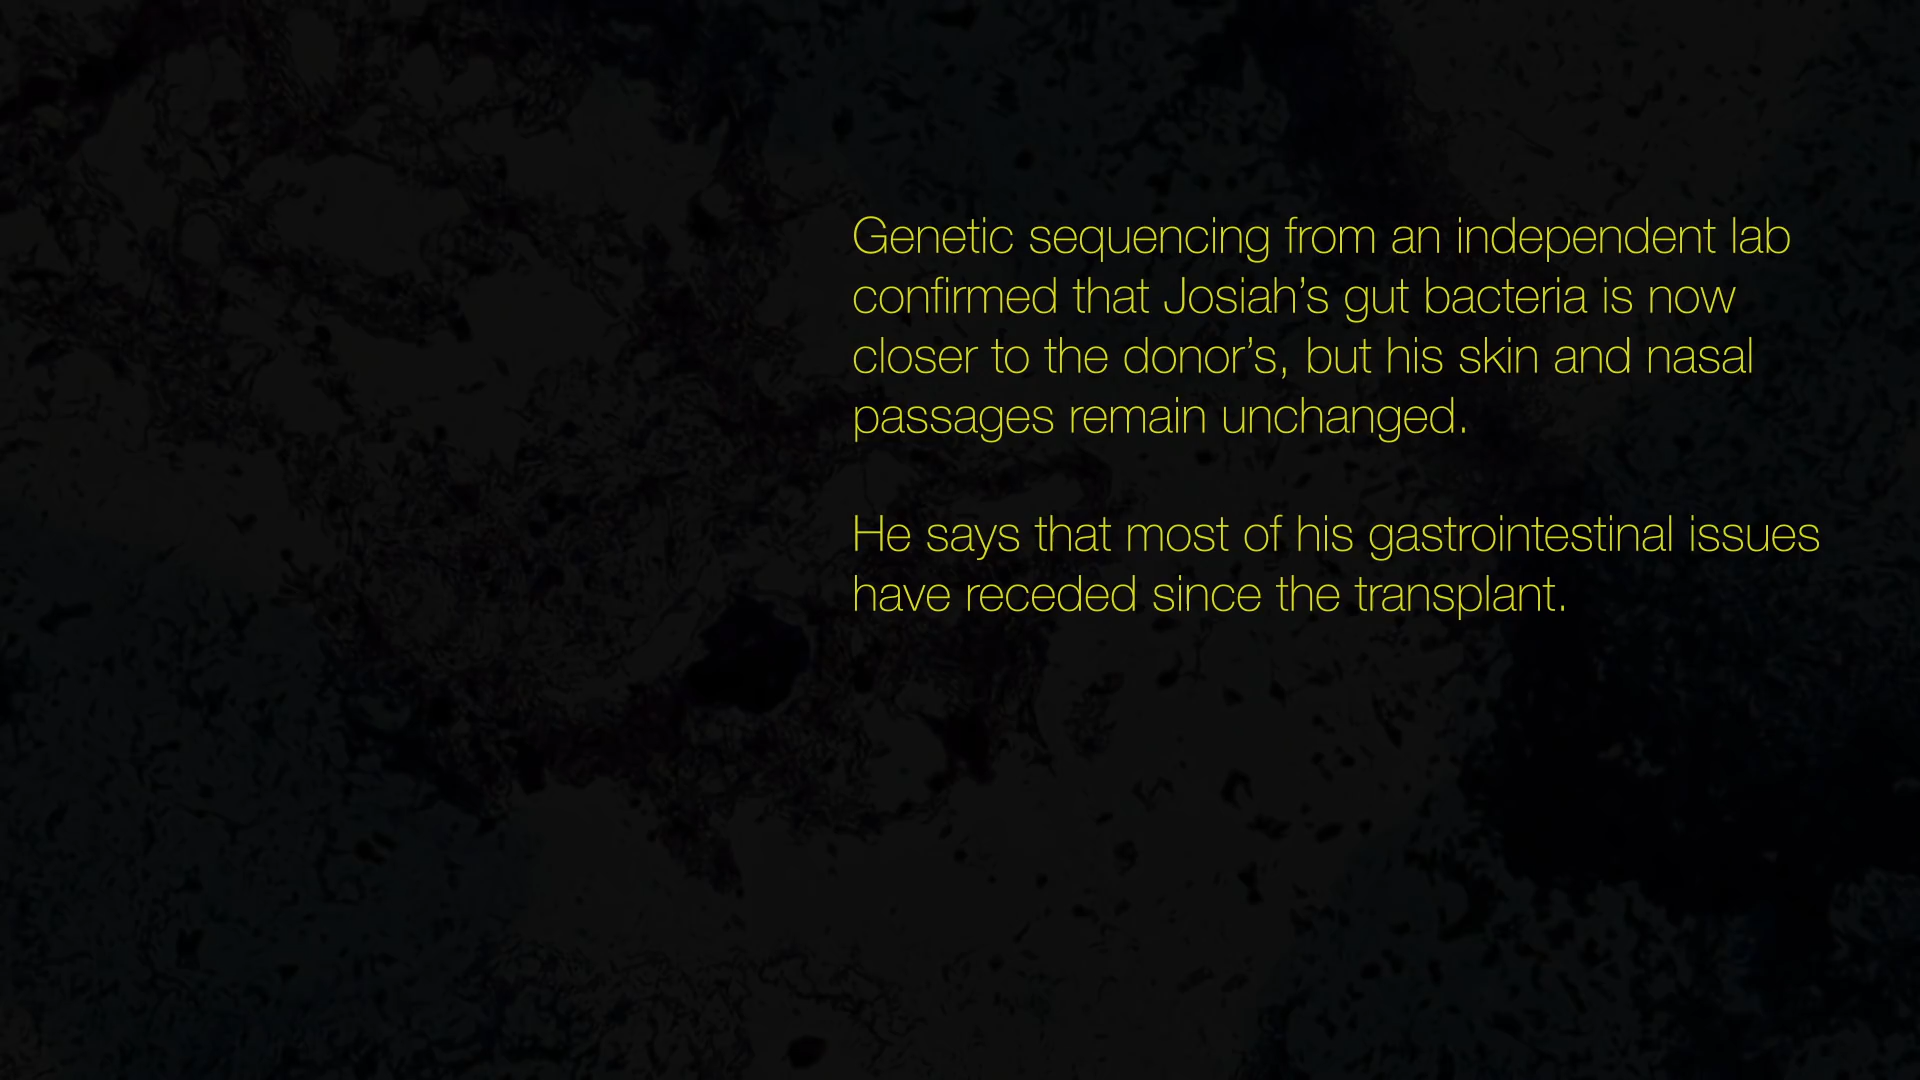 Genetic sequencing from an independent lab
confirmed that Josiah’s gut bacteria is now
closer to the donor’s, but his skin and nasal
passages remain unchanged.
He says that most of his gastrointestinal issues
have receded since the transplant.